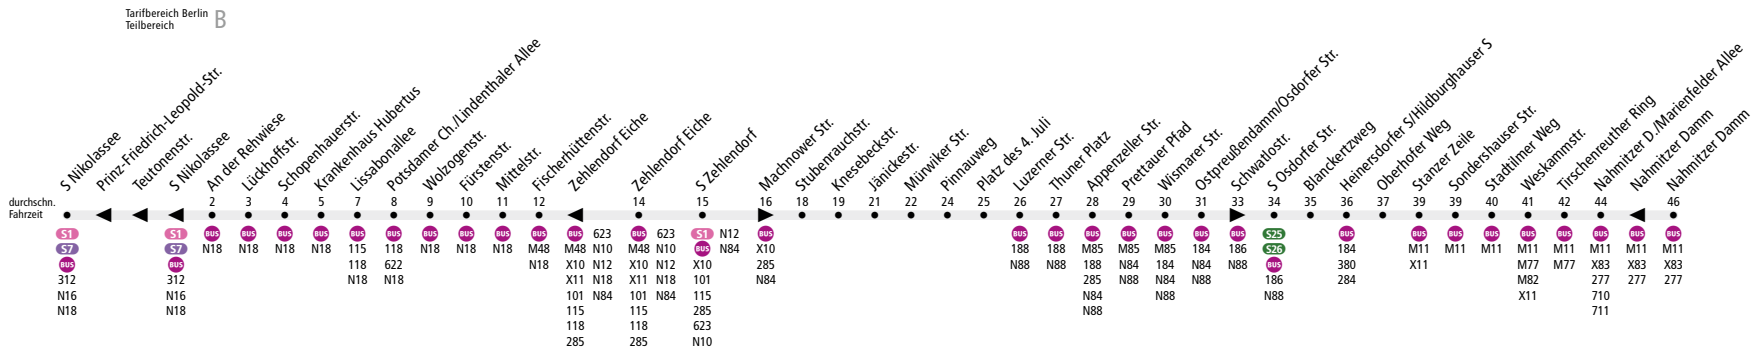 Tarifbereich Berlin
Teilbereich
B
durchschn.
Fahrzeit
S Nikolassee
Prinz-Friedrich-Leopold-Str.
Teutonenstr.
S Nikolassee
An der Rehwiese
Lückhoffstr.
Schopenhauerstr.
Krankenhaus Hubertus
Lissabonallee
Potsdamer Ch./Lindenthaler Allee
Wolzogenstr.
Fürstenstr.
Mittelstr.
Fischerhüttenstr.
Zehlendorf Eiche
Zehlendorf Eiche
S Zehlendorf
Machnower Str.
Stubenrauchstr.
Knesebeckstr.
Jänickestr.
Mürwiker Str.
Pinnauweg
Platz des 4. Juli
Luzerner Str.
Thuner Platz
Appenzeller Str.
Prettauer Pfad
Wismarer Str.
Ostpreußendamm/Osdorfer Str.
Schwatlostr.
S Osdorfer Str.
Blanckertzweg
Heinersdorfer S/Hildburghauser S
Oberhofer Weg
Stanzer Zeile
Sondershauser Str.
Stadtilmer Weg
Weskammstr.
Tirschenreuther Ring
Nahmitzer D./Marienfelder Allee
Nahmitzer Damm
Nahmitzer Damm
2 3 4 5 7 8 9 10 11 12 14 15 16 18 19 21 22 24 25 26 27 28 29 30 31 33 34 35 36 37 39 39 40 41 42 44 46
S1
S7
BUS
312
N16
N18
S1
S7
BUS
312
N16
N18
BUS
N18
BUS
N18
BUS
N18
BUS
N18
BUS
115
118
N18
BUS
118
622
N18
BUS
N18
BUS
N18
BUS
N18
BUS
M48
N18
BUS
M48
X10
X11
101
115
118
285
623
N10
N12
N18
N84
BUS
M48
X10
X11
101
115
118
285
623
N10
N12
N18
N84
S1
BUS
X10
101
115
285
623
N10
N12
N84
BUS
X10
285
N84
BUS
188
N88
BUS
188
N88
BUS
M85
188
285
N84
N88
BUS
M85
N84
N88
BUS
M85
184
N84
N88
BUS
184
N84
N88
BUS
186
N88
S25
S26
BUS
186
N88
BUS
184
380
284
BUS
M11
X11
BUS
M11
BUS
M11
BUS
M11
M77
M82
X11
BUS
M11
M77
BUS
M11
X83
277
710
711
BUS
M11
X83
277
BUS
M11
X83
277